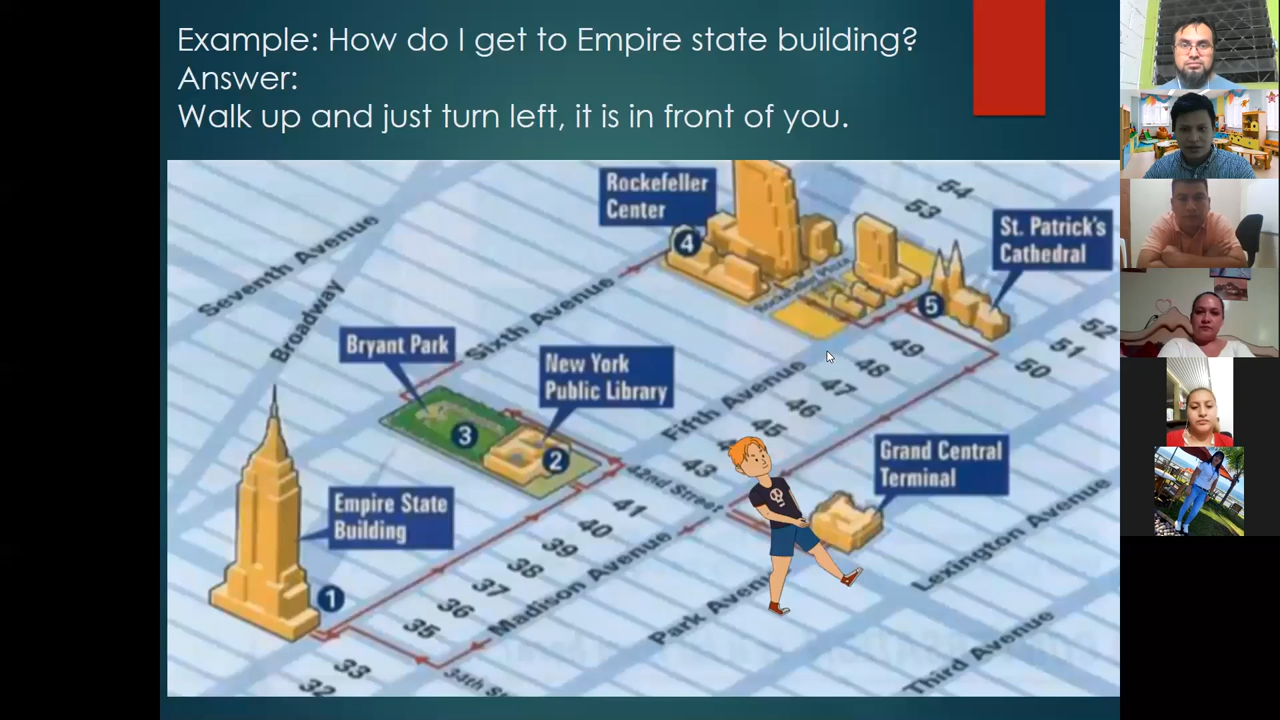 Example: How do I get to Empire state building?
Answer:
Walk up and just turn left, it is in front of you.
Rockefeller
Center
4
54
53
St. Patrick's
Cathedral
Seventh Avenue
Broadway
Rockefeller Plaza
5
52
51
50
Bryant Park
Sixth Avenue
New York
Public Library
49
48
47
46
45
43
Fifth Avenue
3
2
42nd Street
Grand Central
Terminal
Empire State
Building
41
40
39
38
37
36
35
Madison Avenue
Park Avenue
Lexington Avenue
Third Avenue
1
33
32
34th